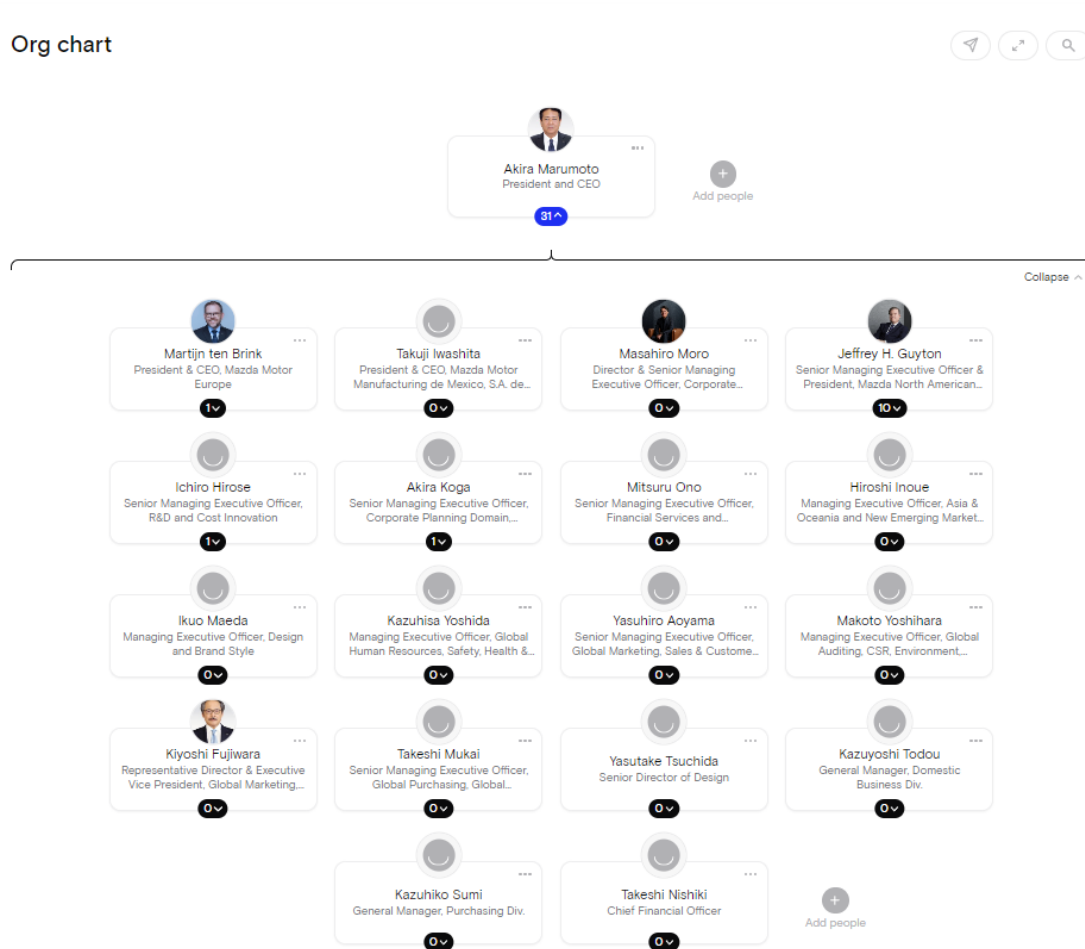 Org chart
Akira Marumoto
President and CEO
31
Add people
Collapse
Martijn ten Brink
President & CEO, Mazda Motor
Europe
1
Takuji Iwashita
President & CEO, Mazda Motor
Manufacturing de Mexico, S.A. de...
0
Masahiro Moro
Director & Senior Managing
Executive Officer, Corporate...
0
Jeffrey H. Guyton
Senior Managing Executive Officer &
President, Mazda North American...
10
Ichiro Hirose
Senior Managing Executive Officer,
R&D and Cost Innovation
1
Akira Koga
Senior Managing Executive Officer,
Corporate Planning Domain,...
1
Mitsuru Ono
Senior Managing Executive Officer,
Financial Services and...
0
Hiroshi Inoue
Managing Executive Officer, Asia &
Oceania and New Emerging Market...
0
Ikuo Maeda
Managing Executive Officer, Design
and Brand Style
0
Kazuhisa Yoshida
Managing Executive Officer, Global
Human Resources, Safety, Health &...
0
Yasuhiro Aoyama
Senior Managing Executive Officer,
Global Marketing, Sales & Custome...
0
Makoto Yoshihara
Managing Executive Officer, Global
Auditing, CSR, Environment,...
0
Kiyoshi Fujiwara
Representative Director & Executive
Vice President, Global Marketing,...
0
Takeshi Mukai
Senior Managing Executive Officer,
Global Purchasing, Global...
0
Yasutake Tsuchida
Senior Director of Design
0
Kazuyoshi Todou
General Manager, Domestic
Business Div.
0
Kazuhiko Sumi
General Manager, Purchasing Div.
0
Takeshi Nishiki
Chief Financial Officer
0
Add people